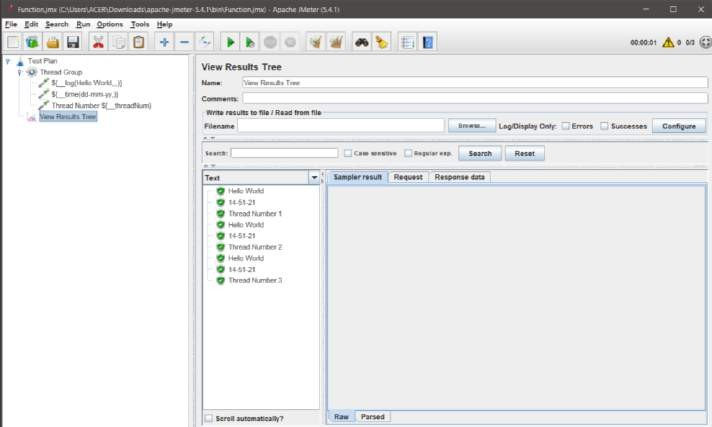 Function.jmx (C:\Users\ACER\Downloads\apache-jmeter-5.4.1\bin\Function.jmx) - Apache JMeter (5.4.1)
File Edit Search Run Options Tools Help
00:00:01 0 0/3
Test Plan
Thread Group
${__log(Hello World,,,)}
${__time(dd-mm-yy,)}
Thread Number ${__threadNum}
View Results Tree
View Results Tree
Name: View Results Tree
Comments:
Write results to file / Read from file
Filename Browse... Log/Display Only: Errors Successes Configure
Search: Case sensitive Regular exp. Search Reset
Text
Hello World
14-51-21
Thread Number 1
Hello World
14-51-21
Thread Number 2
Hello World
14-51-21
Thread Number 3
Scroll automatically?
Sampler result Request Response data
Raw Parsed